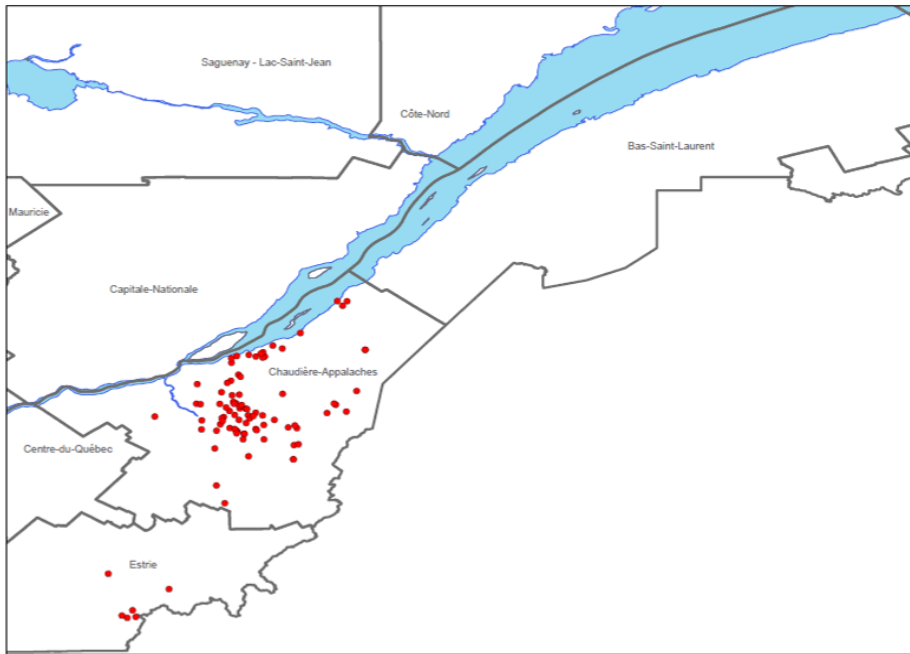 Saguenay - Lac-Saint-Jean
Côte-Nord
Bas-Saint-Laurent
Mauricie
Capitale-Nationale
Chaudière-Appalaches
Centre-du-Québec
Estrie